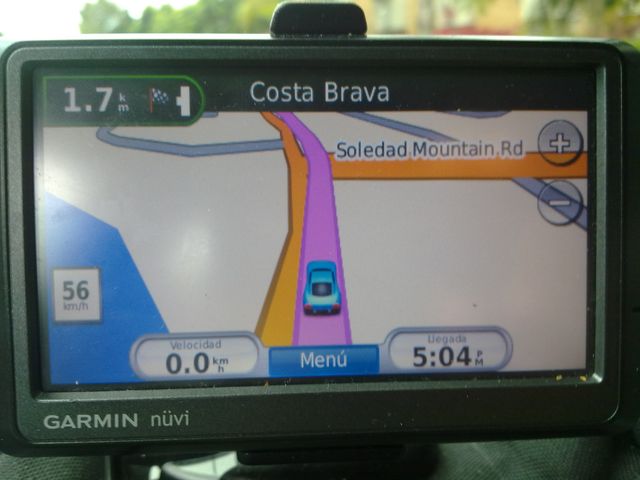 1.7 km
Costa Brava
Soledad Mountain Rd
+
−
56
km/h
Velocidad
0.0 km h
Menú
Llegada
5:04 PM
GARMIN nüvi